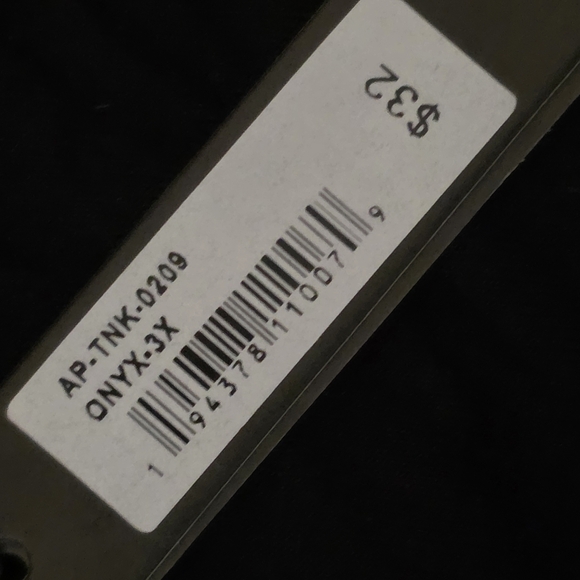 AP-TNK-0209
ONYX-3X
1 94378 11007 9
$32